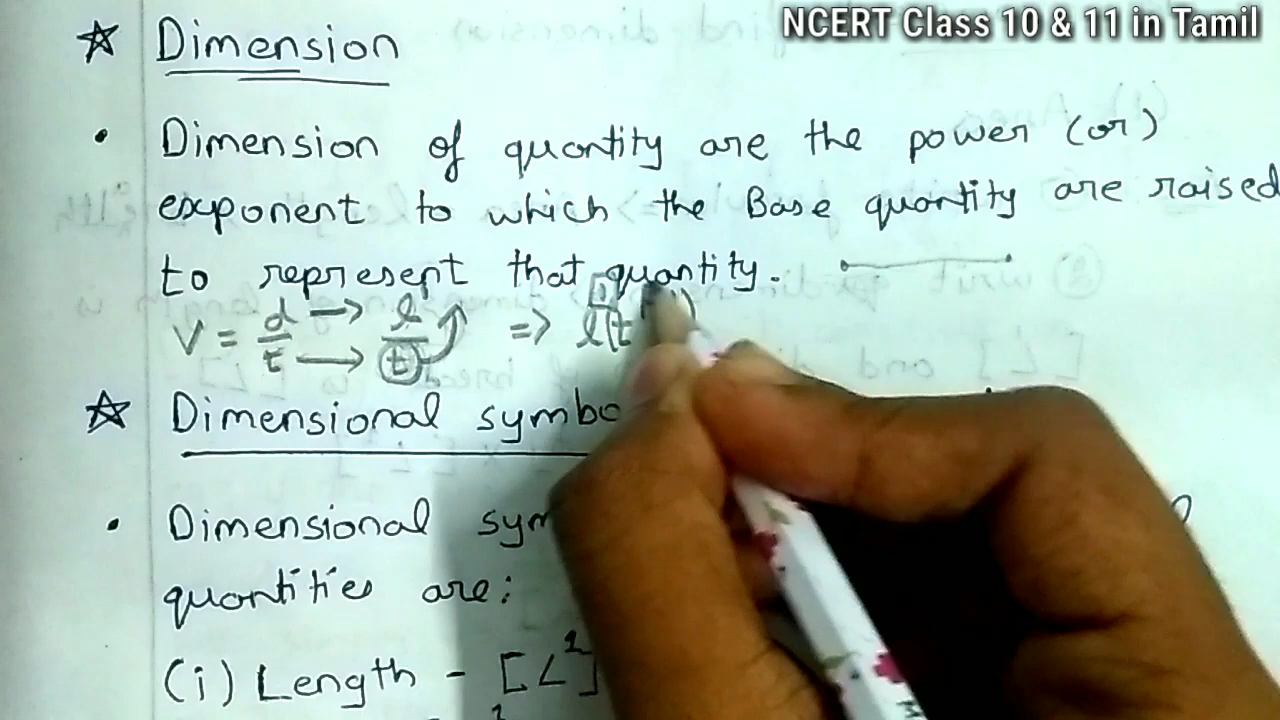 NCERT Class 10 & 11 in Tamil
☆ Dimension
• Dimension of quantity are the power (or)
exponent to which the Base quantity are raised
to represent that quantity.
V = d/t → l/t ⇒ l t
☆ Dimensional symbo
• Dimensional sym
quantities are:
(i) Length - [L